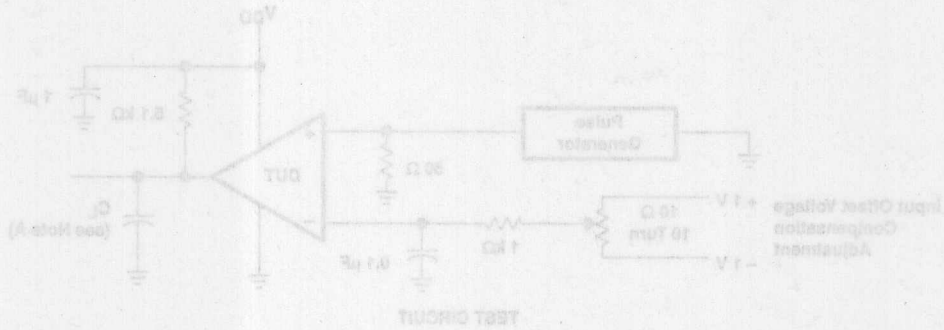 VDD
1 µF
5.1 kΩ
Pulse
Generator
DUT
+
50 Ω
CL
(see Note A)
−
10 Ω
10 Turn
+ 1 V
− 1 V
Input Offset Voltage
Compensation
Adjustment
1 kΩ
0.1 µF
TEST CIRCUIT